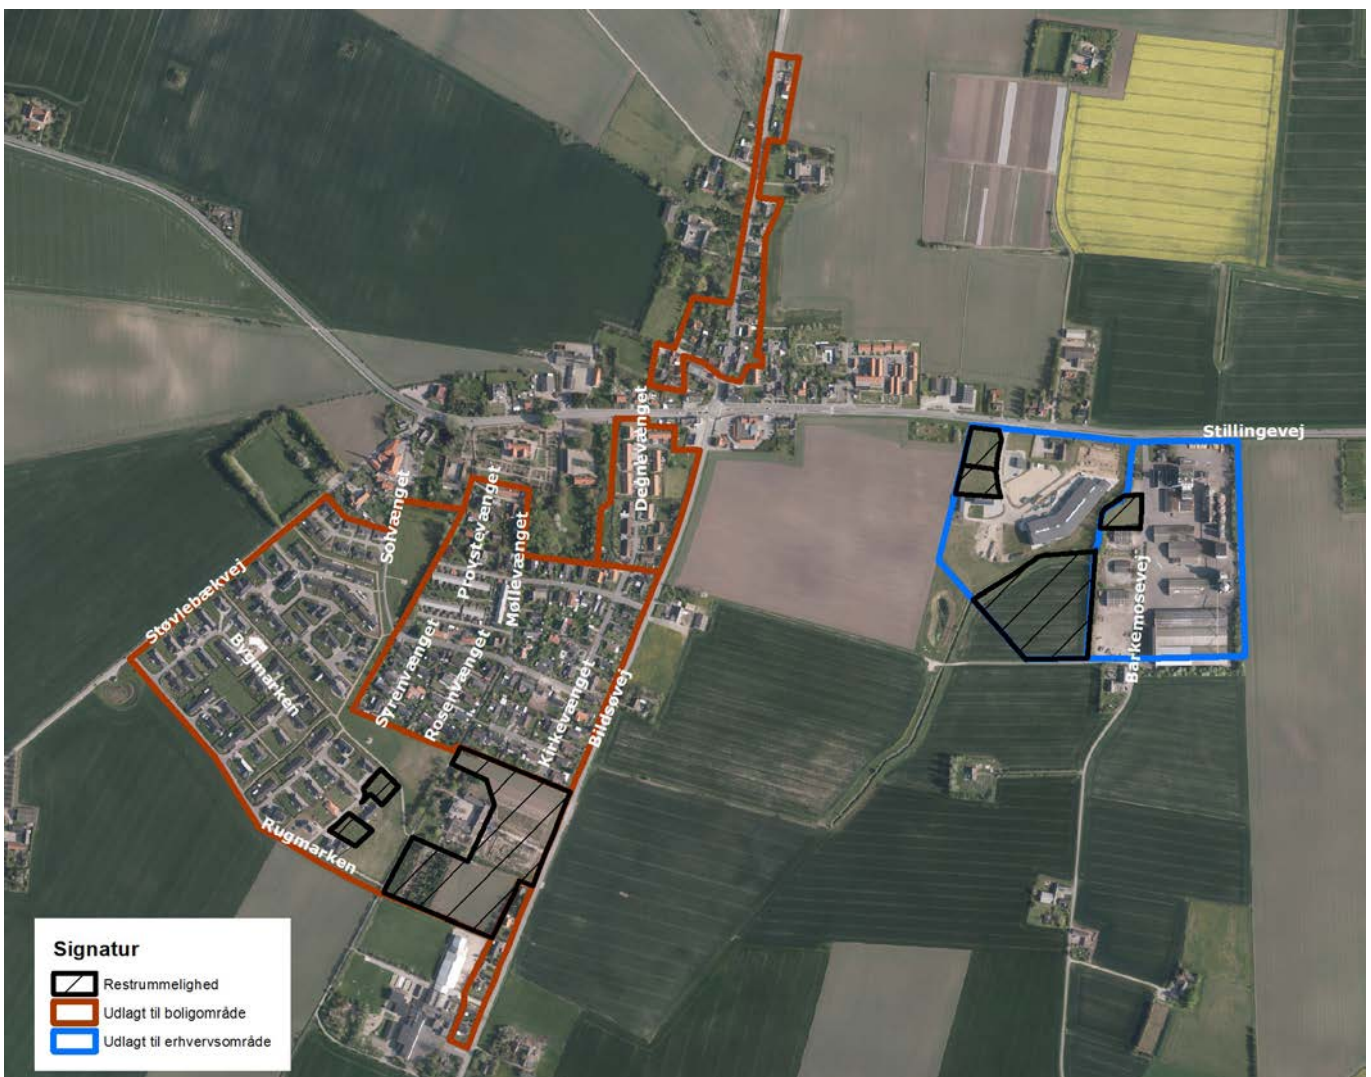 Stillingevej
Degnevænget
Solvænget
Provstevænget
Møllevænget
Støvlebækvej
Bygmarken
Syrenvænget
Rosenvænget
Kirkevænget
Bildsøvej
Barkemosevej
Rugmarken
Signatur
Restrummelighed
Udlagt til boligområde
Udlagt til erhvervsområde